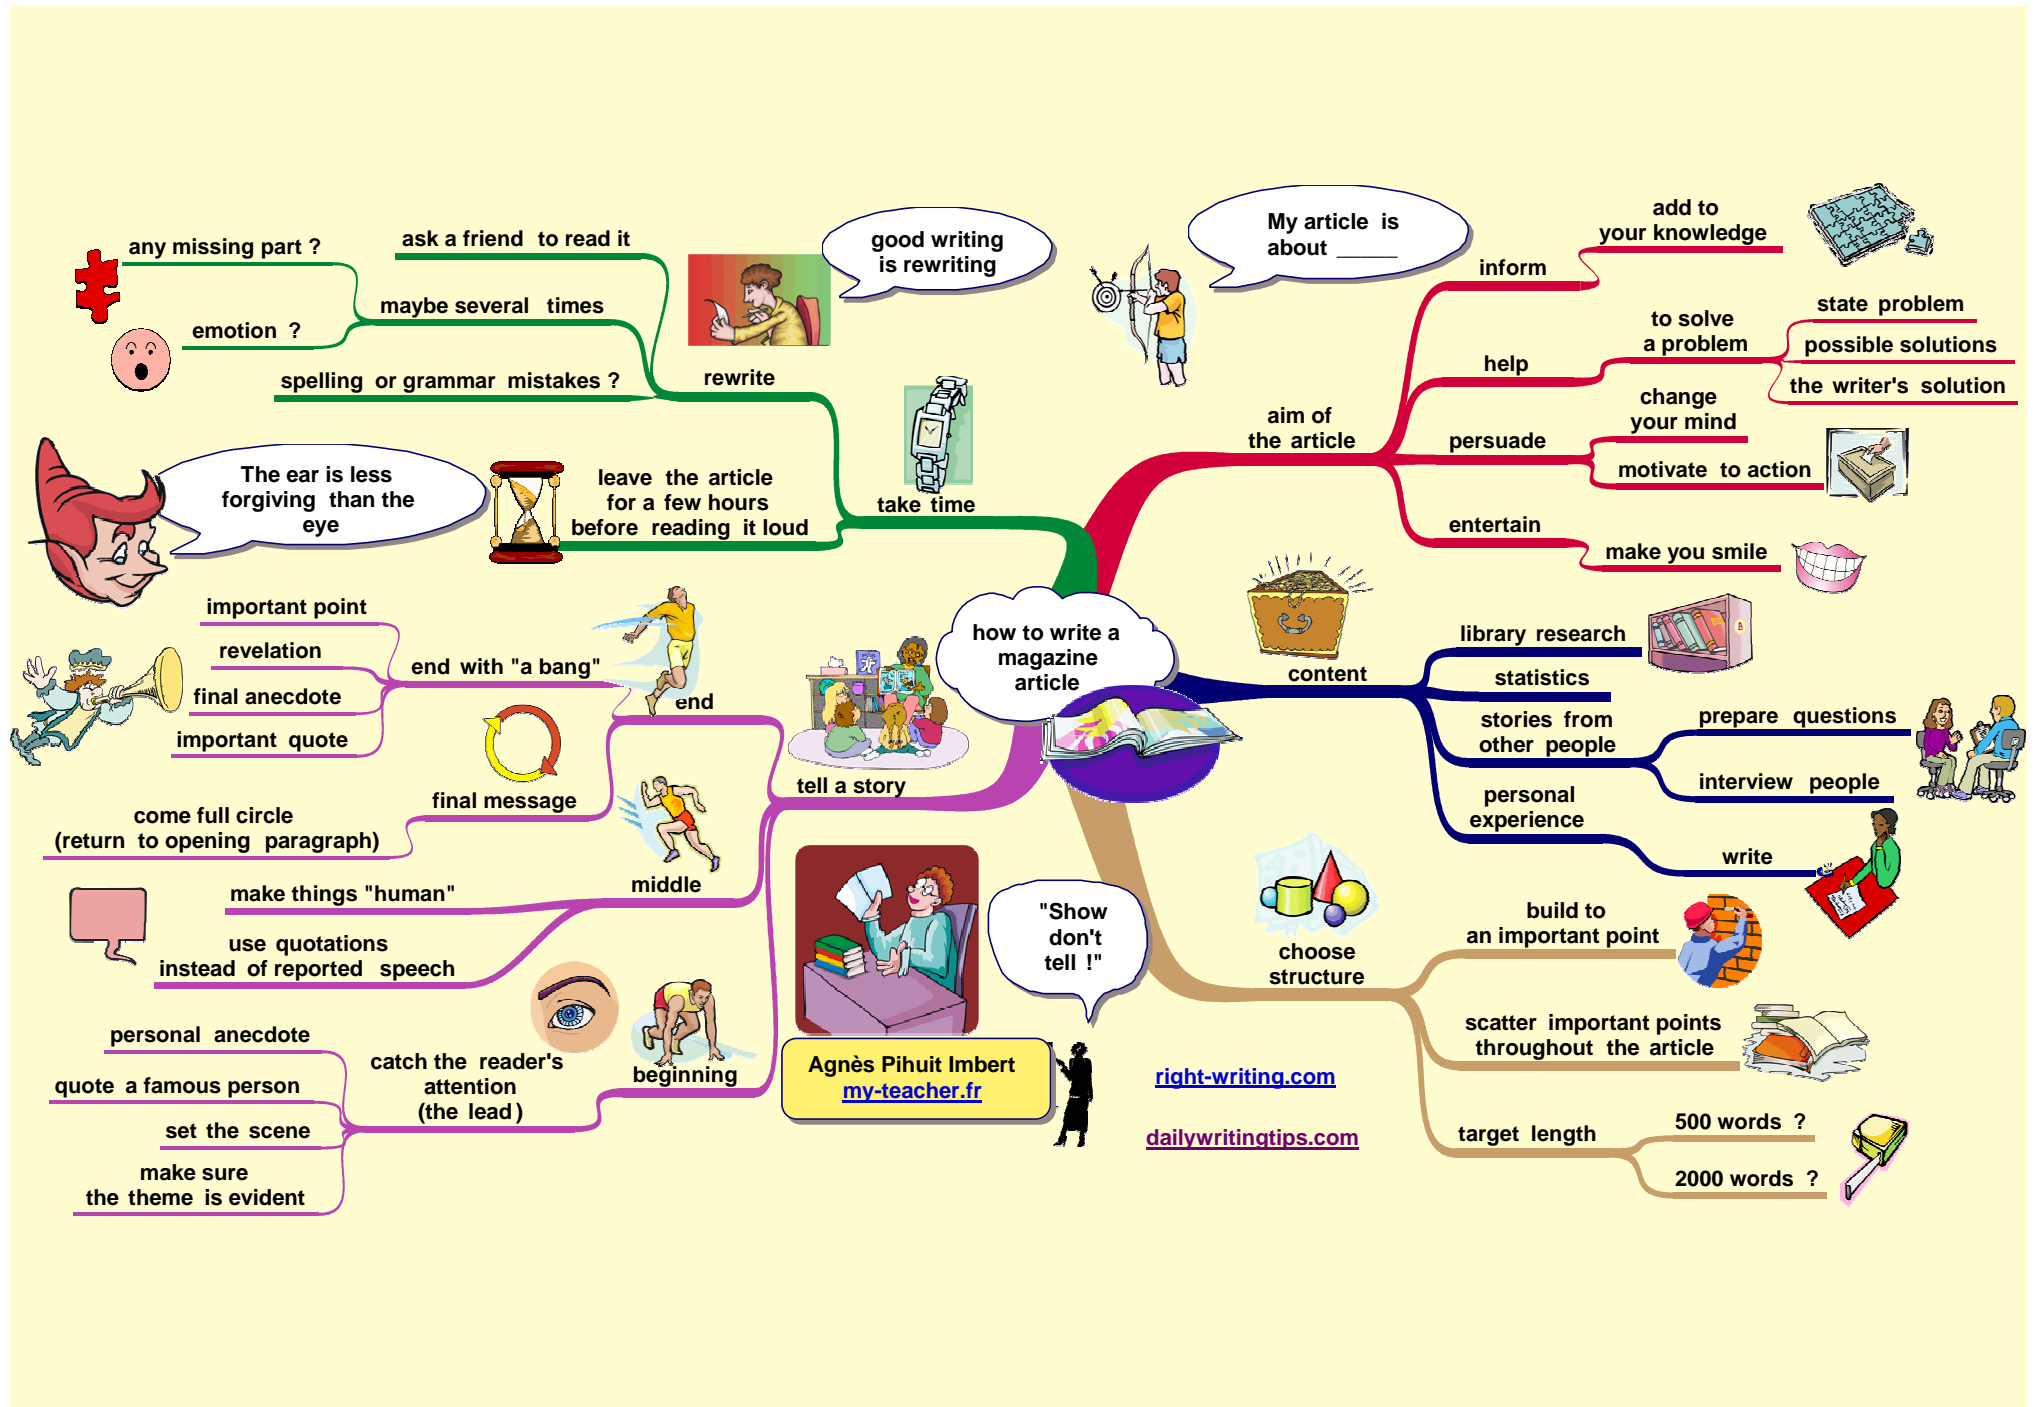 how to write a
magazine
article
aim of
the article
My article is
about _____
inform
add to
your knowledge
help
to solve
a problem
state problem
possible solutions
the writer's solution
persuade
change
your mind
motivate to action
entertain
make you smile
content
library research
statistics
stories from
other people
prepare questions
interview people
personal
experience
write
B
choose
structure
build to
an important point
scatter important points
throughout the article
target length
500 words ?
2000 words ?
"Show
don't
tell !"
right-writing.com
dailywritingtips.com
Agnès Pihuit Imbert
my-teacher.fr
tell a story
beginning
catch the reader's
attention
(the lead)
personal anecdote
quote a famous person
set the scene
make sure
the theme is evident
middle
make things "human"
use quotations
instead of reported speech
end
end with "a bang"
important point
revelation
final anecdote
important quote
final message
come full circle
(return to opening paragraph)
take time
leave the article
for a few hours
before reading it loud
The ear is less
forgiving than the
eye
rewrite
good writing
is rewriting
ask a friend to read it
maybe several times
any missing part ?
emotion ?
spelling or grammar mistakes ?